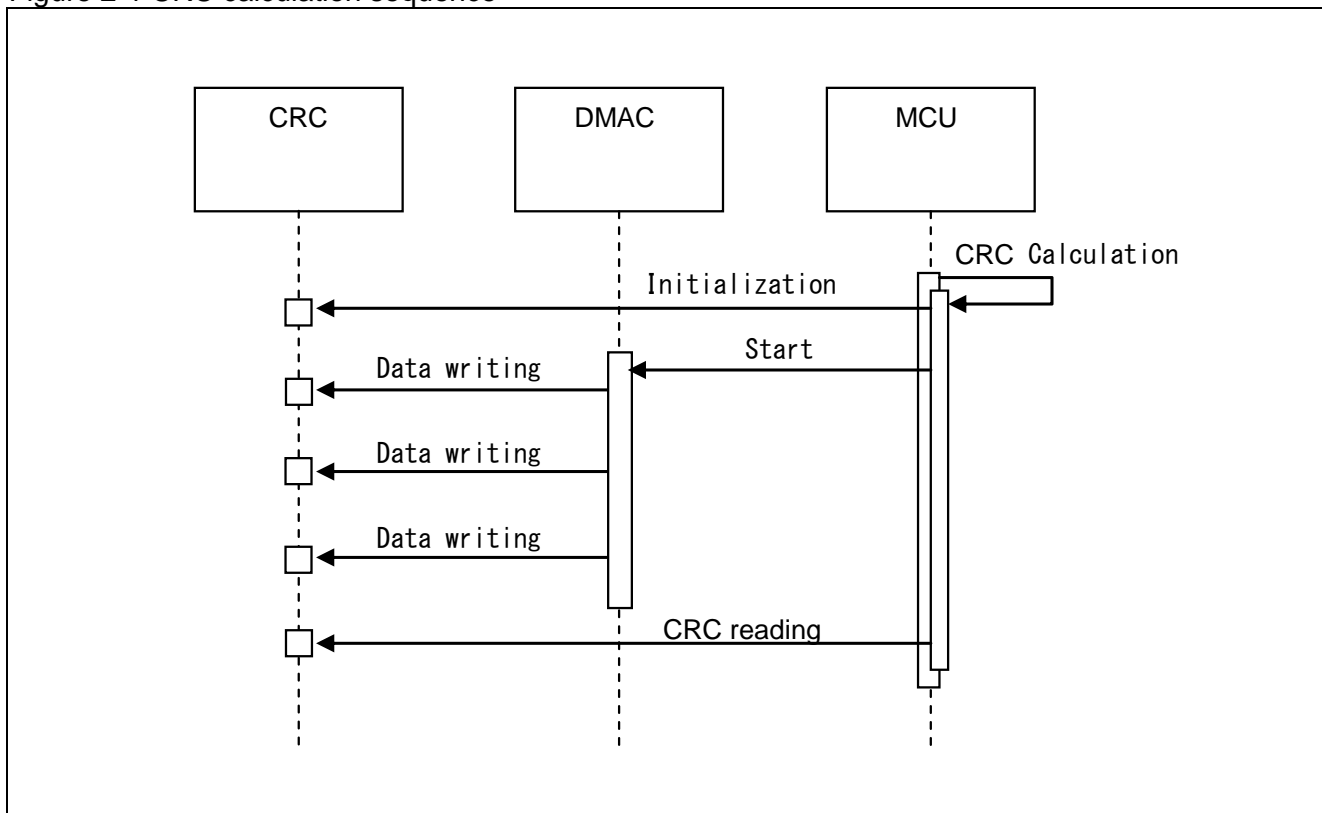 CRC
DMAC
MCU
CRC Calculation
Initialization
Start
Data writing
Data writing
Data writing
CRC reading